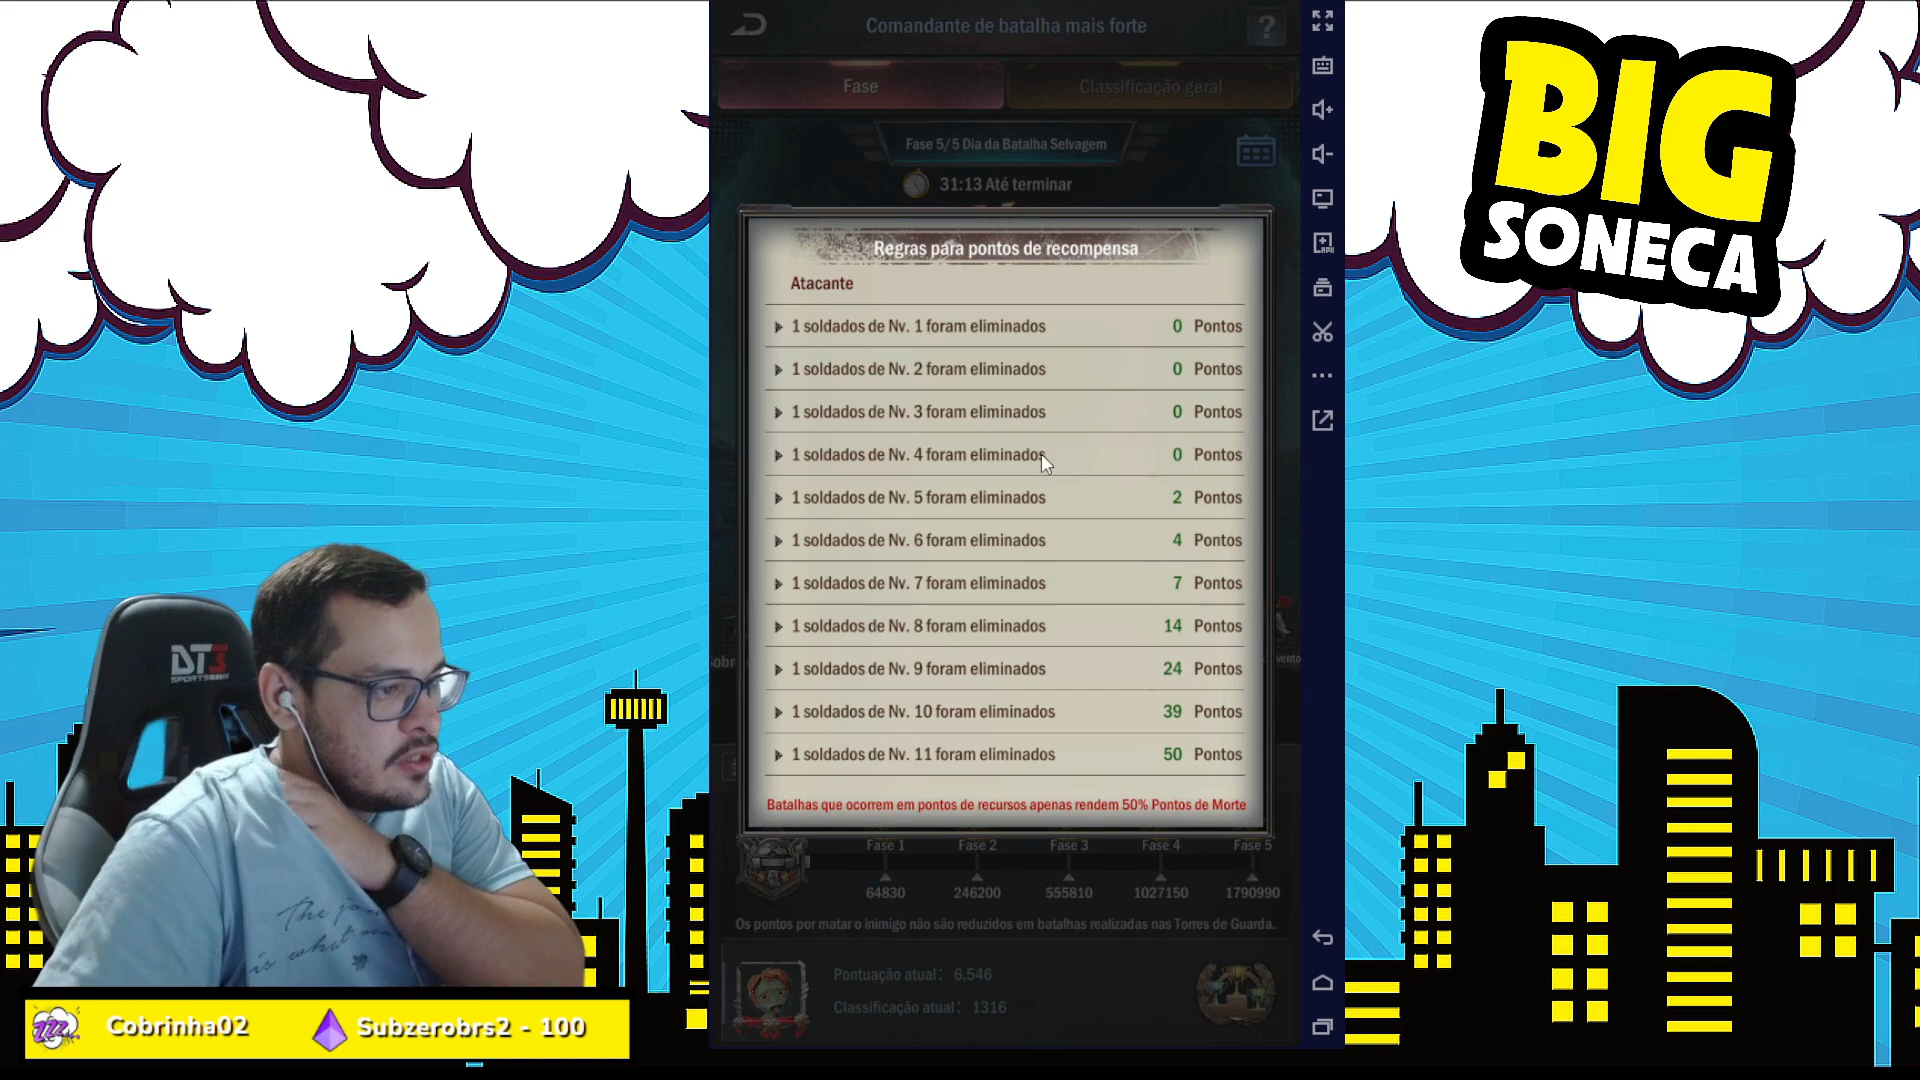 Comandante de batalha mais forte
?
Fase
Classificação geral
Fase 5/5 Dia da Batalha Selvagem
31:13 Até terminar
Regras para pontos de recompensa
Atacante
1 soldados de Nv. 1 foram eliminados 0 Pontos
1 soldados de Nv. 2 foram eliminados 0 Pontos
1 soldados de Nv. 3 foram eliminados 0 Pontos
1 soldados de Nv. 4 foram eliminados 0 Pontos
1 soldados de Nv. 5 foram eliminados 2 Pontos
1 soldados de Nv. 6 foram eliminados 4 Pontos
1 soldados de Nv. 7 foram eliminados 7 Pontos
1 soldados de Nv. 8 foram eliminados 14 Pontos
1 soldados de Nv. 9 foram eliminados 24 Pontos
1 soldados de Nv. 10 foram eliminados 39 Pontos
1 soldados de Nv. 11 foram eliminados 50 Pontos
Batalhas que ocorrem em pontos de recursos apenas rendem 50% Pontos de Morte
Fase 1 Fase 2 Fase 3 Fase 4 Fase 5
64830 246200 555810 1027150 1790990
Os pontos por matar o inimigo não são reduzidos em batalhas realizadas nas Torres de Guarda.
Pontuação atual: 6,546
Classificação atual: 1316
BIG
SONECA
DT3
SPORTS
is what
zzz Cobrinha02 Subzerobrs2 - 100